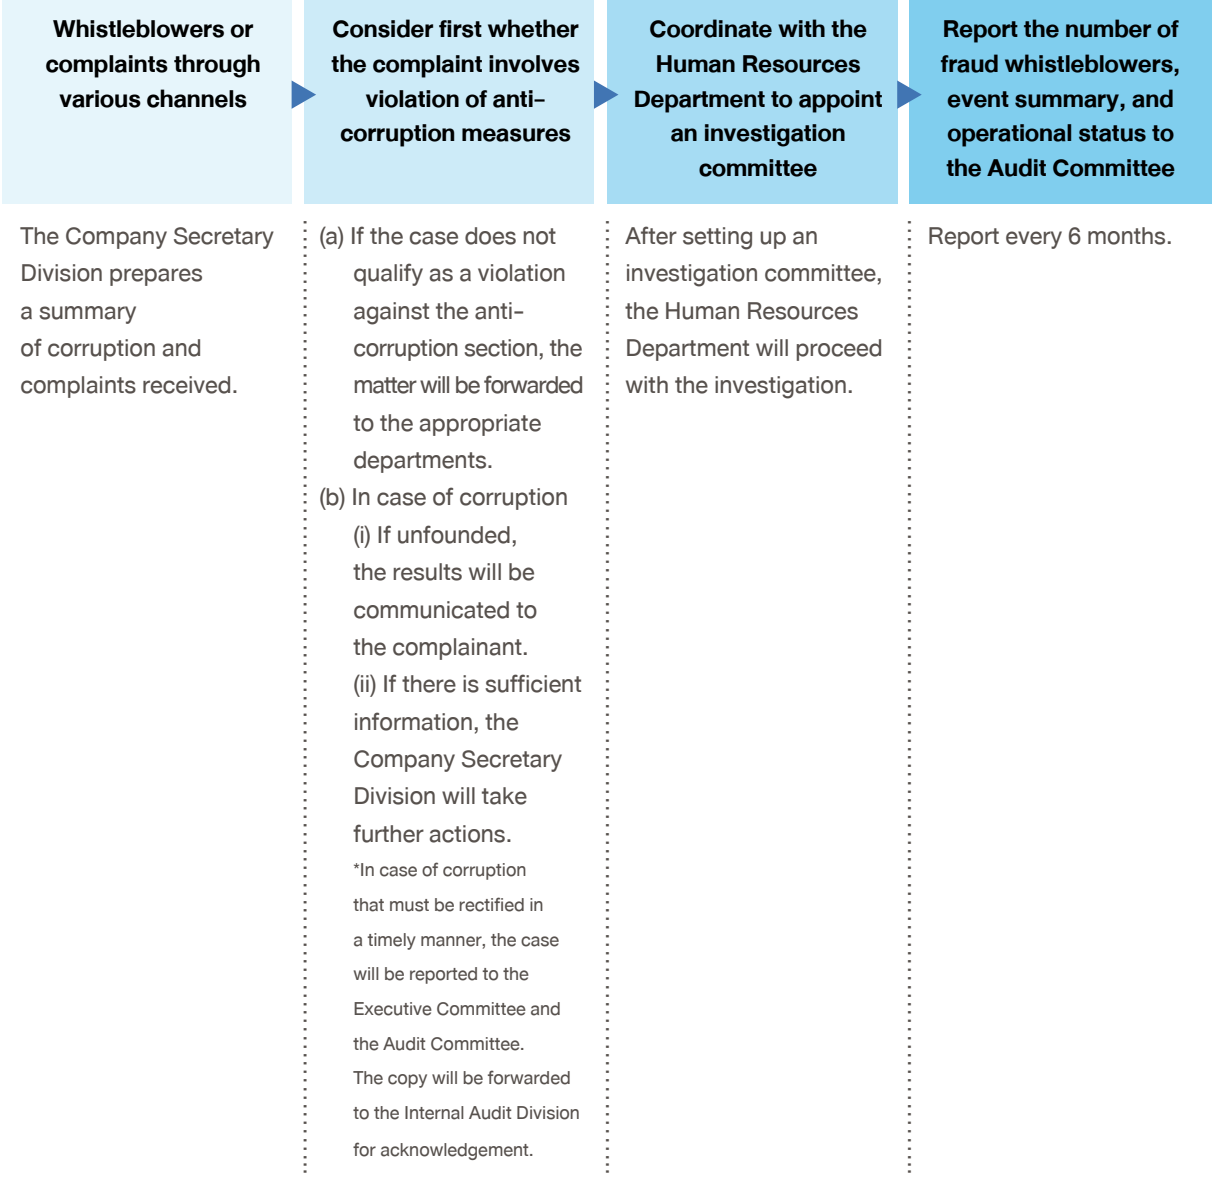 Whistleblowers or
complaints through
various channels
Consider first whether
the complaint involves
violation of anti-
corruption measures
Coordinate with the
Human Resources
Department to appoint
an investigation
committee
Report the number of
fraud whistleblowers,
event summary, and
operational status to
the Audit Committee
The Company Secretary
Division prepares
a summary
of corruption and
complaints received.
(a) If the case does not
qualify as a violation
against the anti-
corruption section, the
matter will be forwarded
to the appropriate
departments.
(b) In case of corruption
(i) If unfounded,
the results will be
communicated to
the complainant.
(ii) If there is sufficient
information, the
Company Secretary
Division will take
further actions.
*In case of corruption
that must be rectified in
a timely manner, the case
will be reported to the
Executive Committee and
the Audit Committee.
The copy will be forwarded
to the Internal Audit Division
for acknowledgement.
After setting up an
investigation committee,
the Human Resources
Department will proceed
with the investigation.
Report every 6 months.